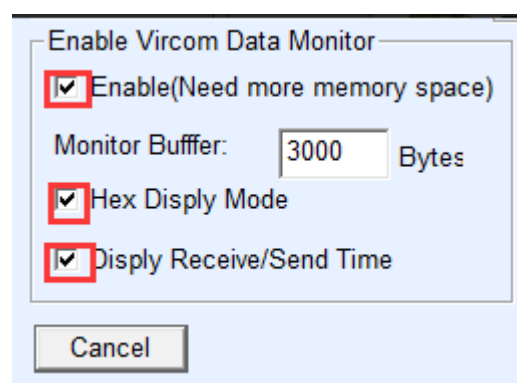 Enable Vircom Data Monitor
Enable(Need more memory space)
Monitor Bufffer: 3000 Bytes
Hex Disply Mode
Disply Receive/Send Time
Cancel